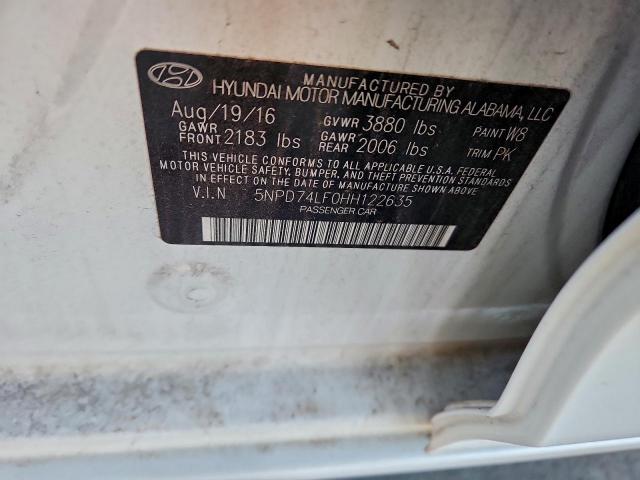 MANUFACTURED BY
HYUNDAI MOTOR MANUFACTURING ALABAMA, LLC
Aug/19/16 GVWR 3880 lbs PAINT W8
GAWR FRONT 2183 lbs GAWR REAR 2006 lbs TRIM PK
THIS VEHICLE CONFORMS TO ALL APPLICABLE U.S.A. FEDERAL
MOTOR VEHICLE SAFETY, BUMPER, AND THEFT PREVENTION STANDARDS
IN EFFECT ON THE DATE OF MANUFACTURE SHOWN ABOVE.
V.I.N 5NPD74LF0HH122635
PASSENGER CAR